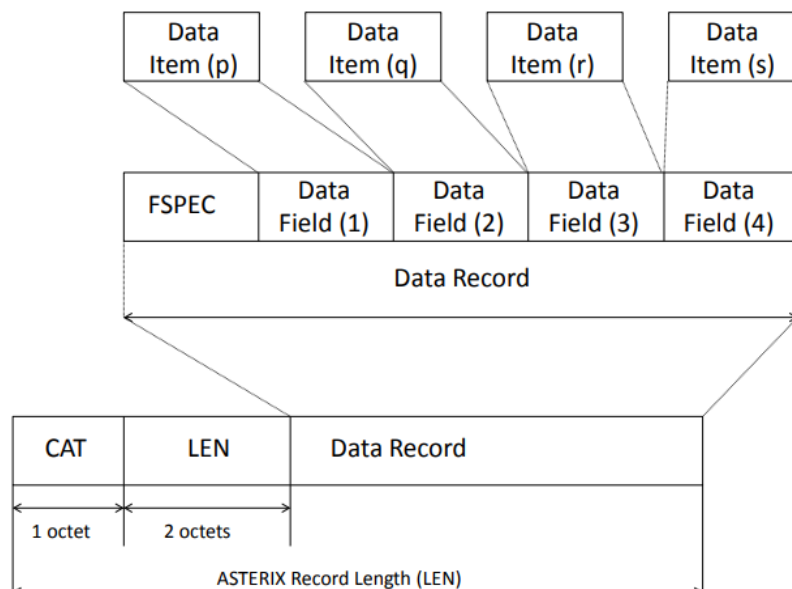 Data
Item (p)
Data
Item (q)
Data
Item (r)
Data
Item (s)
FSPEC
Data
Field (1)
Data
Field (2)
Data
Field (3)
Data
Field (4)
Data Record
CAT
LEN
Data Record
1 octet
2 octets
ASTERIX Record Length (LEN)